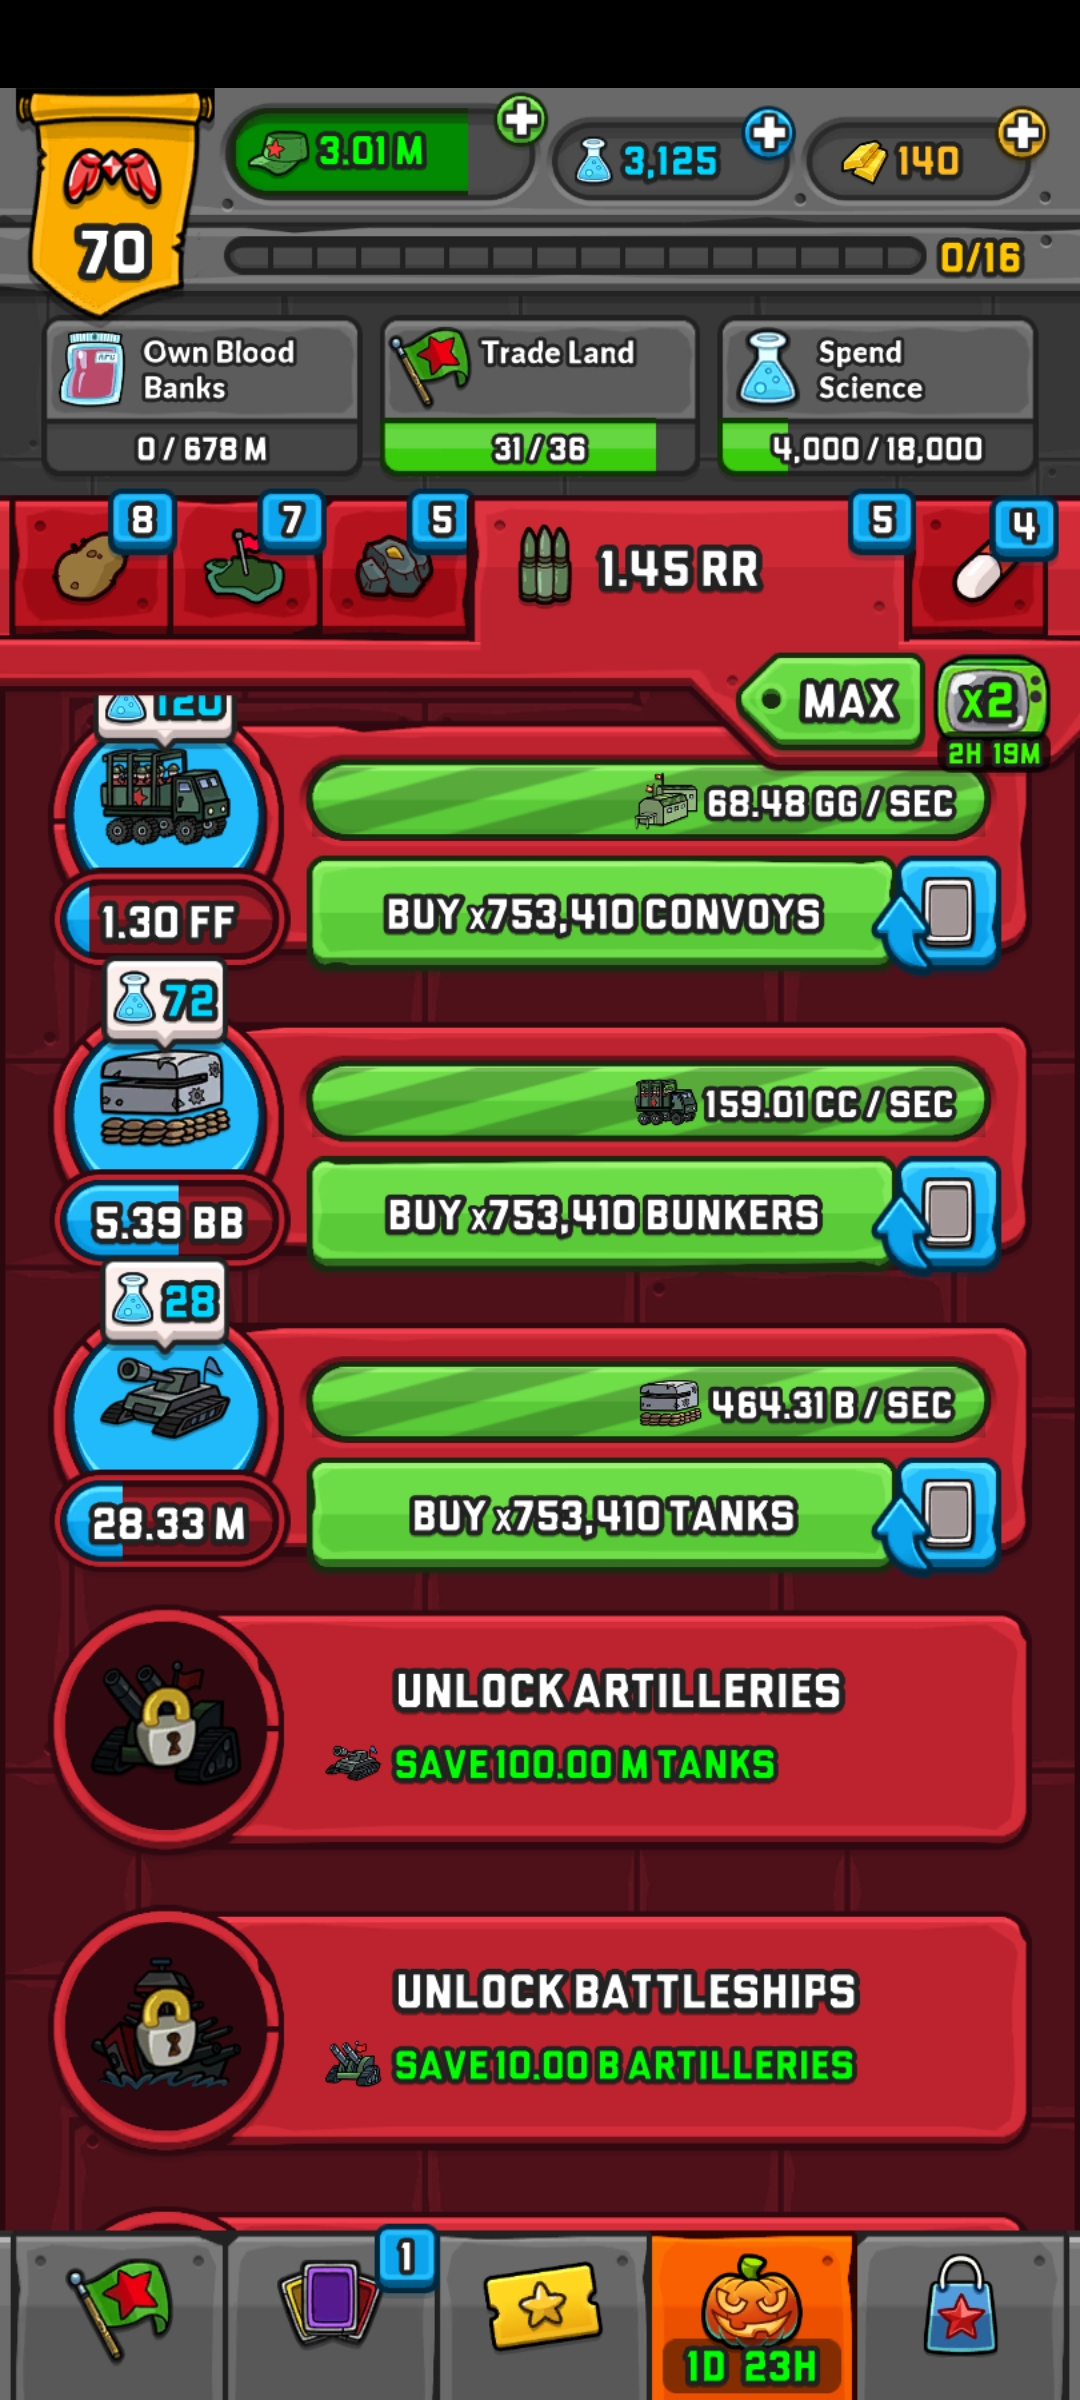 70
3.01 M
3,125
140
0/16
Own Blood Banks
0 / 678 M
Trade Land
31 / 36
Spend Science
4,000 / 18,000
8
7
5
1.45 RR
5
4
MAX
x2
2H 19M
120
68.48 GG / SEC
1.30 FF
BUY x753,410 CONVOYS
72
159.01 CC / SEC
5.39 BB
BUY x753,410 BUNKERS
28
464.31 B / SEC
28.33 M
BUY x753,410 TANKS
UNLOCK ARTILLERIES
SAVE 100.00 M TANKS
UNLOCK BATTLESHIPS
SAVE 10.00 B ARTILLERIES
1
1D 23H